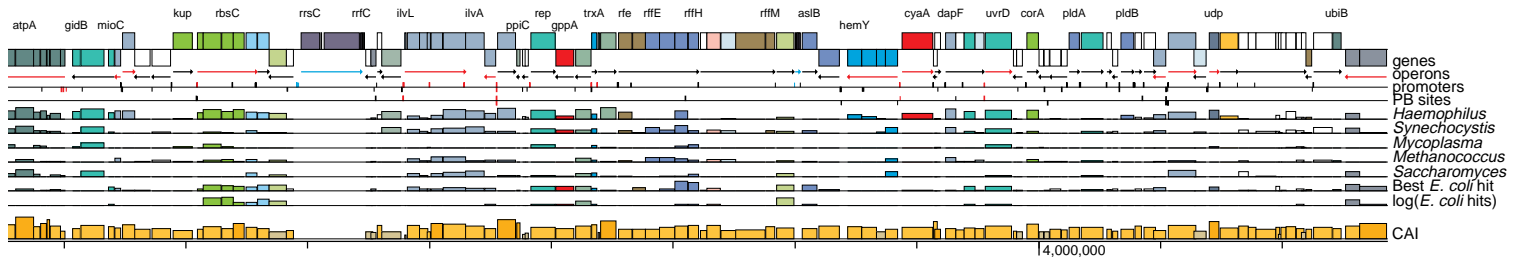 atpA gidB mioC kup rbsC rrsC rrfC ilvL ilvA ppiC rep gppA trxA rfe rffE rffH rffM aslB hemY cyaA dapF uvrD corA pldA pldB udp ubiB
genes
operons
promoters
PB sites
Haemophilus
Synechocystis
Mycoplasma
Methanococcus
Saccharomyces
Best E. coli hit
log(E. coli hits)
CAI
4,000,000